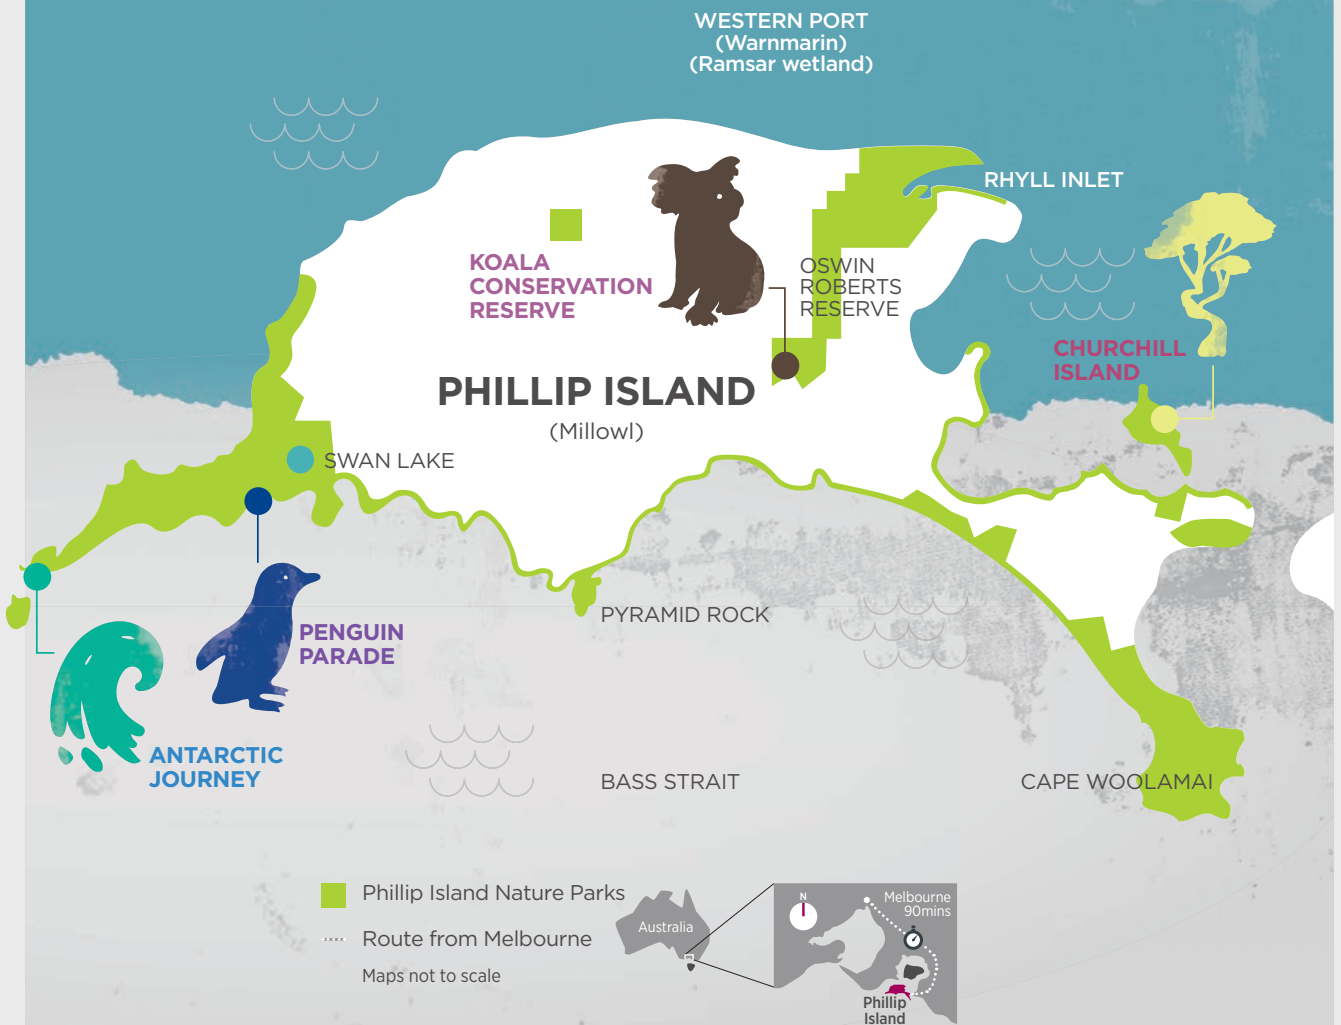 WESTERN PORT
(Warnmarin)
(Ramsar wetland)
RHYLL INLET
KOALA
CONSERVATION
RESERVE
OSWIN
ROBERTS
RESERVE
CHURCHILL
ISLAND
PHILLIP ISLAND
(Millowl)
SWAN LAKE
PYRAMID ROCK
PENGUIN
PARADE
ANTARCTIC
JOURNEY
BASS STRAIT
CAPE WOOLAMAI
Phillip Island Nature Parks
Route from Melbourne
Maps not to scale
Australia
N
Melbourne
90mins
Phillip
Island